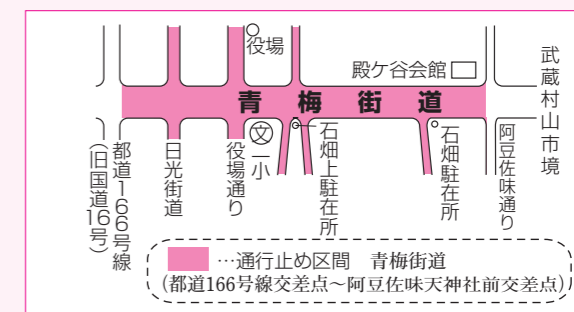 役場
殿ケ谷会館
武蔵村山市境
青梅街道
都道166号線
(旧国道16号)
日光街道
役場通り
文
一小
石畑上駐在所
石畑駐在所
阿豆佐味通り
…通行止め区間 青梅街道
(都道166号線交差点~阿豆佐味天神社前交差点)